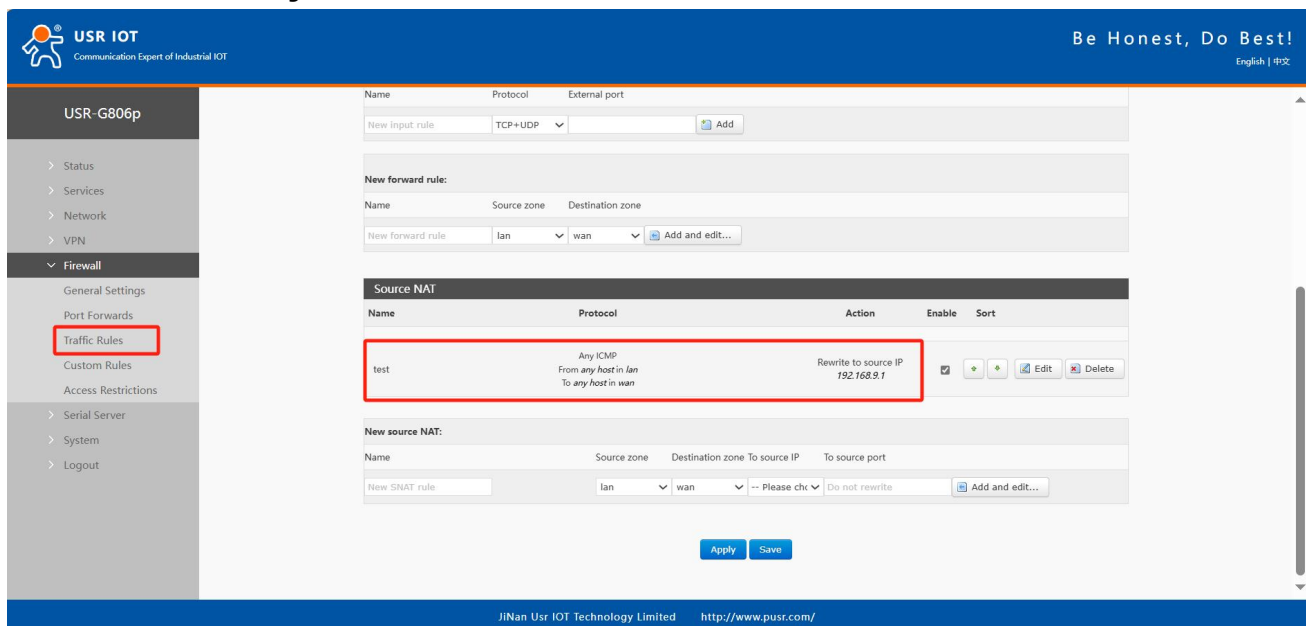 USR IOT
Communication Expert of Industrial IOT
Be Honest, Do Best!
English | 中文
USR-G806p
Status
Services
Network
VPN
Firewall
General Settings
Port Forwards
Traffic Rules
Custom Rules
Access Restrictions
Serial Server
System
Logout
Name Protocol External port
New input rule TCP+UDP Add
New forward rule:
Name Source zone Destination zone
New forward rule lan wan Add and edit...
Source NAT
Name Protocol Action Enable Sort
test
Any ICMP
From any host in lan
To any host in wan
Rewrite to source IP
192.168.9.1
Edit Delete
New source NAT:
Name Source zone Destination zone To source IP To source port
New SNAT rule lan wan -- Please chc Do not rewrite Add and edit...
Apply Save
JiNan Usr IOT Technology Limited http://www.pusr.com/